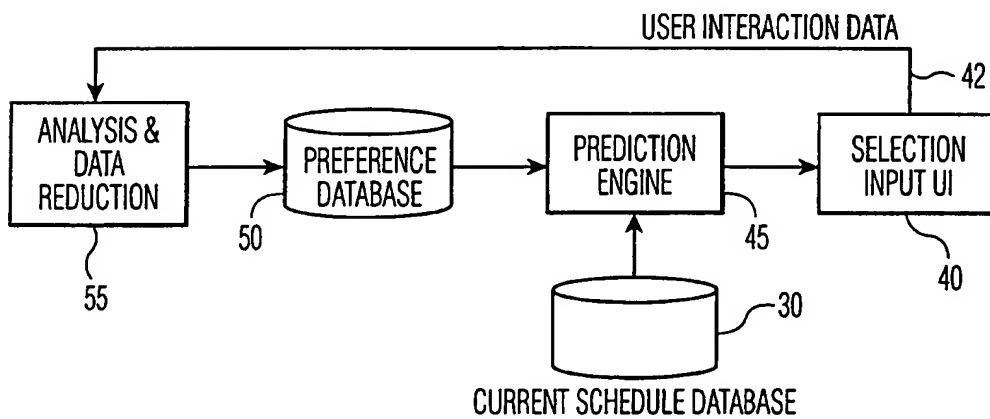 USER INTERACTION DATA
42
ANALYSIS &
DATA
REDUCTION
55
PREFERENCE
DATABASE
50
PREDICTION
ENGINE
45
SELECTION
INPUT UI
40
30
CURRENT SCHEDULE DATABASE